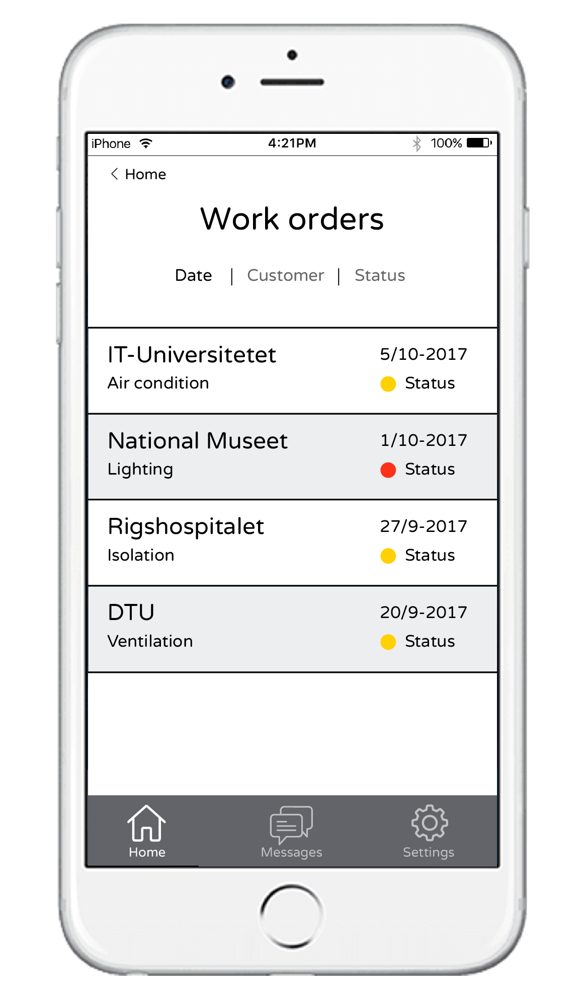 iPhone 4:21PM 100%
Home
Work orders
Date | Customer | Status
IT-Universitetet 5/10-2017
Air condition Status
National Museet 1/10-2017
Lighting Status
Rigshospitalet 27/9-2017
Isolation Status
DTU 20/9-2017
Ventilation Status
Home Messages Settings